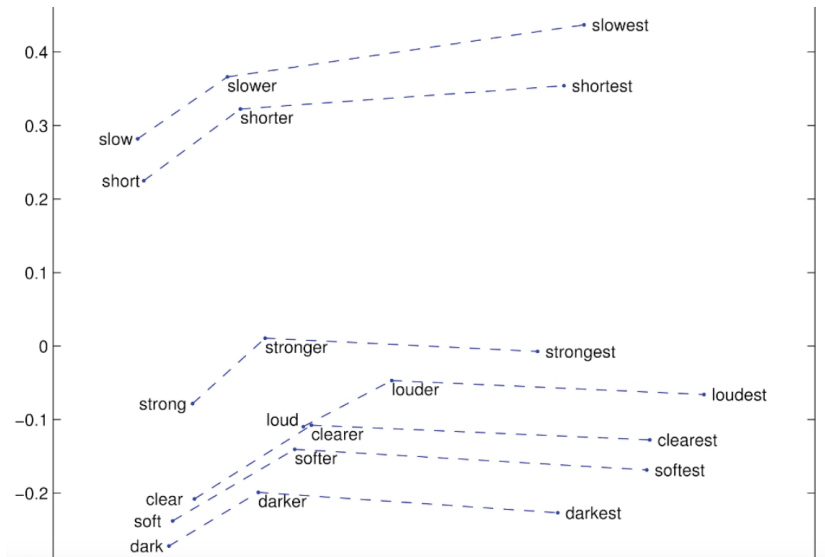 slowest
0.4
slower
shortest
shorter
0.3
slow
short
0.2
0.1
0
stronger
strongest
louder
loudest
strong
−0.1
loud
clearer
clearest
softer
softest
−0.2
clear
darker
soft
darkest
dark